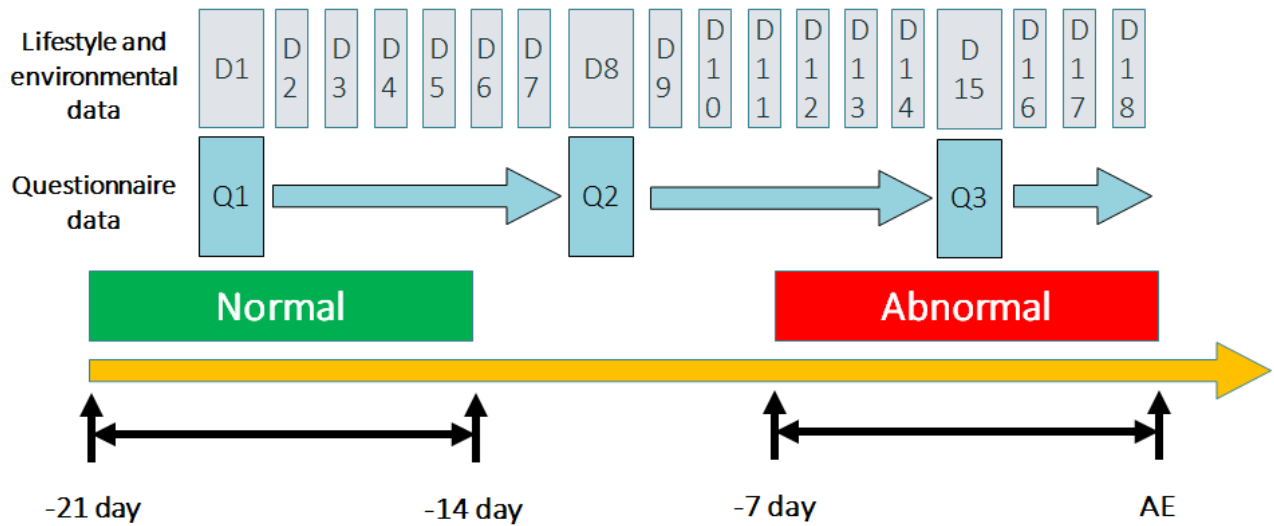 Lifestyle and
environmental
data
D1
D
2
D
3
D
4
D
5
D
6
D
7
D8
D
9
D
1
0
D
1
1
D
1
2
D
1
3
D
1
4
D
15
D
1
6
D
1
7
D
1
8
Questionnaire
data
Q1
Q2
Q3
Normal
Abnormal
-21 day
-14 day
-7 day
AE